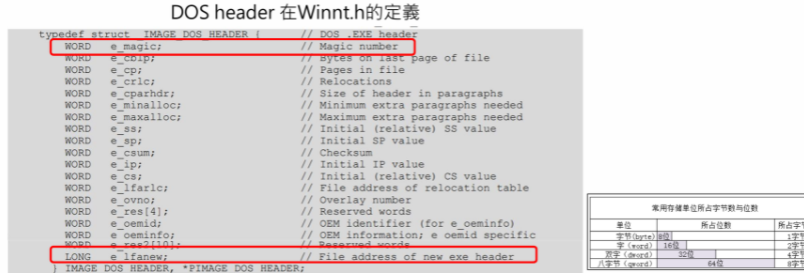 DOS header 在Winnt.h的定義
typedef struct _IMAGE_DOS_HEADER { // DOS .EXE header
WORD e_magic; // Magic number
WORD e_cblp; // Bytes on last page of file
WORD e_cp; // Pages in file
WORD e_crlc; // Relocations
WORD e_cparhdr; // Size of header in paragraphs
WORD e_minalloc; // Minimum extra paragraphs needed
WORD e_maxalloc; // Maximum extra paragraphs needed
WORD e_ss; // Initial (relative) SS value
WORD e_sp; // Initial SP value
WORD e_csum; // Checksum
WORD e_ip; // Initial IP value
WORD e_cs; // Initial (relative) CS value
WORD e_lfarlc; // File address of relocation table
WORD e_ovno; // Overlay number
WORD e_res[4]; // Reserved words
WORD e_oemid; // OEM identifier (for e_oeminfo)
WORD e_oeminfo; // OEM information; e_oemid specific
WORD e_res2[10]; // Reserved words
LONG e_lfanew; // File address of new exe header
} IMAGE_DOS_HEADER, *PIMAGE_DOS_HEADER;
常用存储单位所占字节数与位数
单位 所占位数 所占字节
字节(byte) 8位 1字节
字 (word) 16位 2字节
双字 (dword) 32位 4字节
八字节 (qword) 64位 8字节